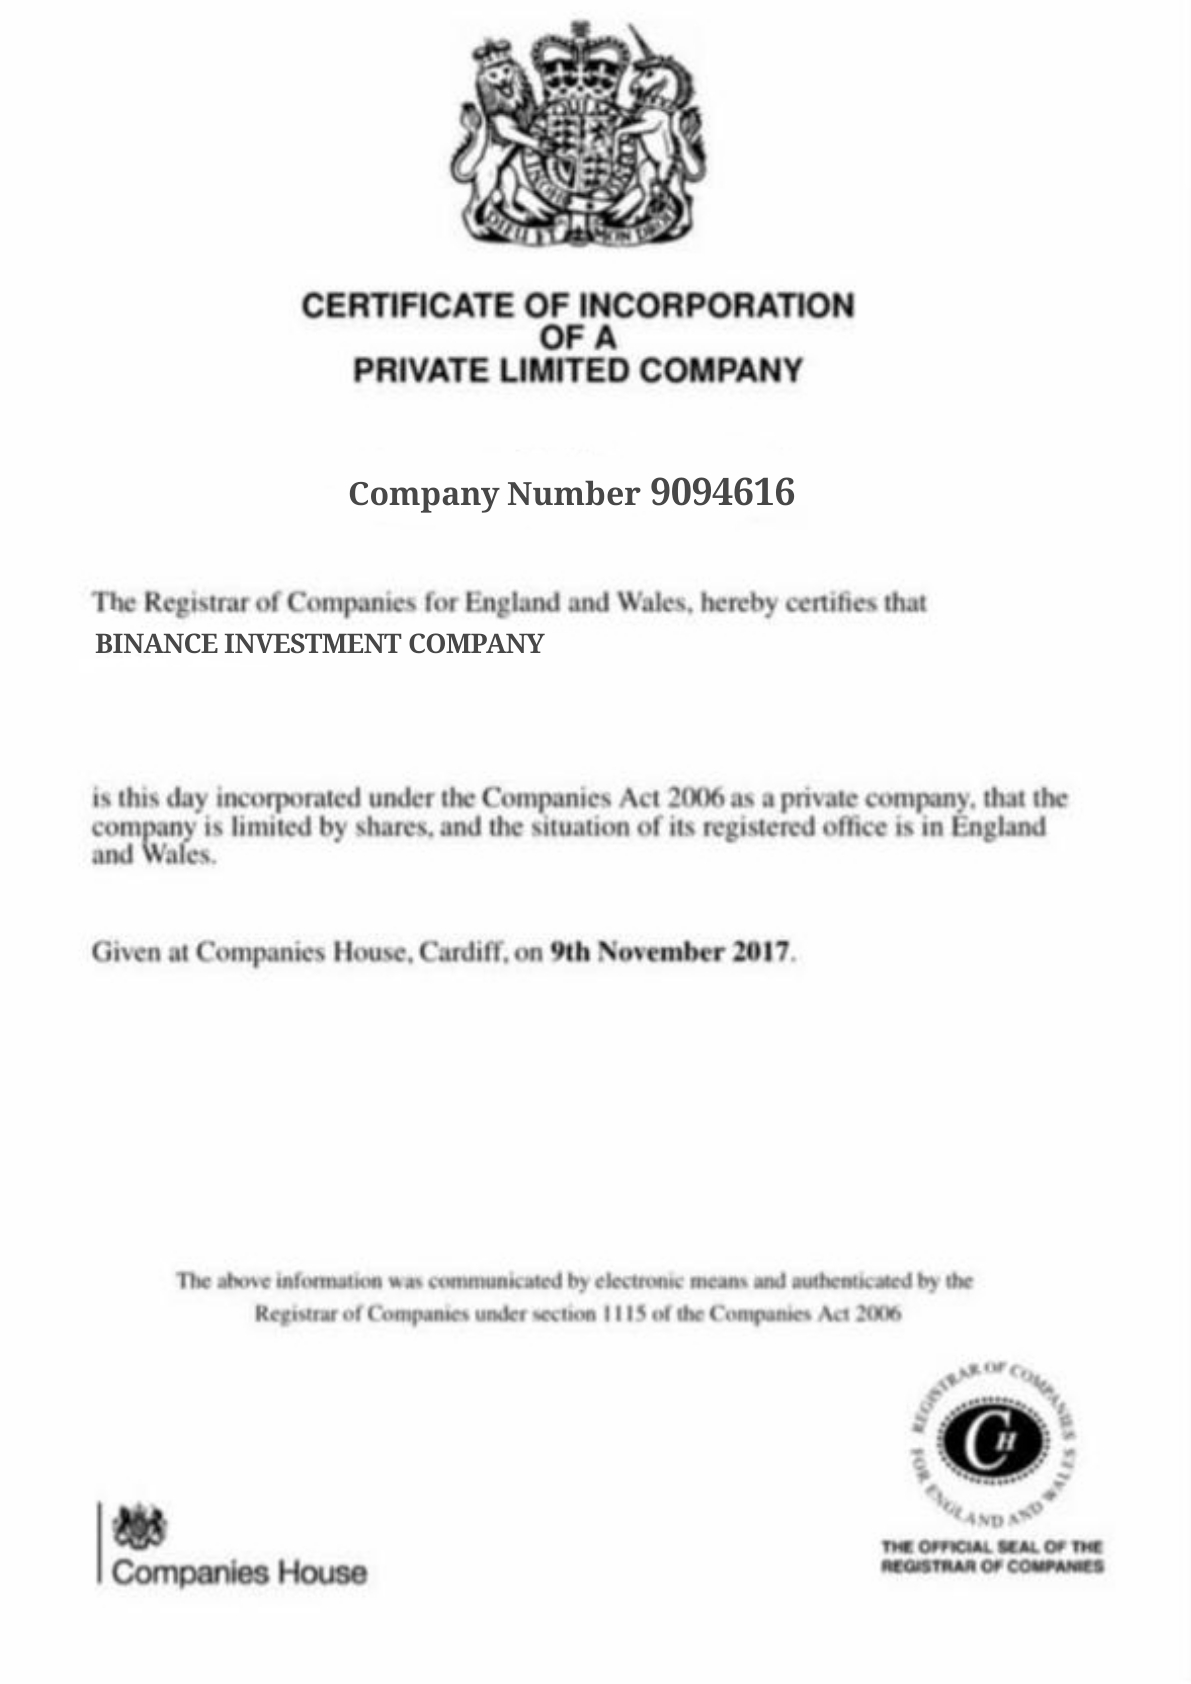 DIEU ET MON DROIT
CERTIFICATE OF INCORPORATION
OF A
PRIVATE LIMITED COMPANY
Company Number 9094616
The Registrar of Companies for England and Wales, hereby certifies that
BINANCE INVESTMENT COMPANY
is this day incorporated under the Companies Act 2006 as a private company, that the
company is limited by shares, and the situation of its registered office is in England
and Wales.
Given at Companies House, Cardiff, on 9th November 2017.
The above information was communicated by electronic means and authenticated by the
Registrar of Companies under section 1115 of the Companies Act 2006
REGISTRAR OF COMPANIES
FOR ENGLAND AND WALES
CH
THE OFFICIAL SEAL OF THE
REGISTRAR OF COMPANIES
Companies House